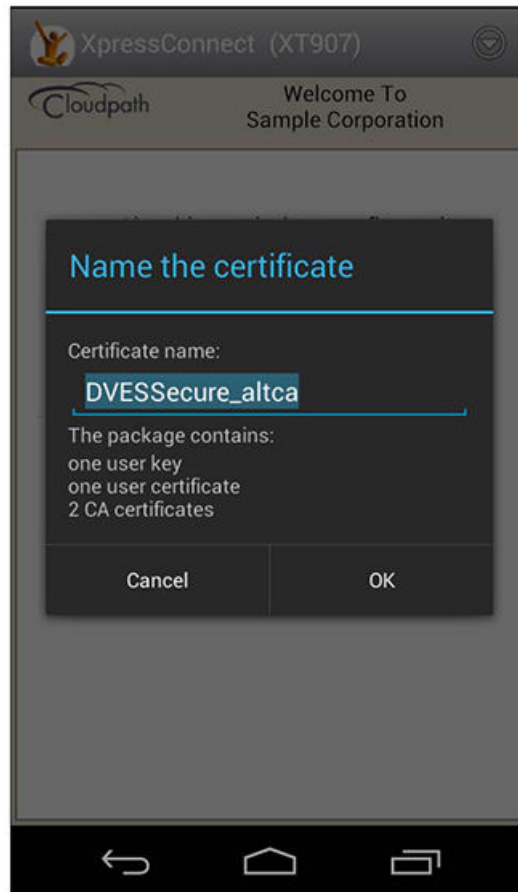 XpressConnect (XT907)
Cloudpath
Welcome To
Sample Corporation
Name the certificate
Certificate name:
DVESSecure_altca
The package contains:
one user key
one user certificate
2 CA certificates
Cancel
OK